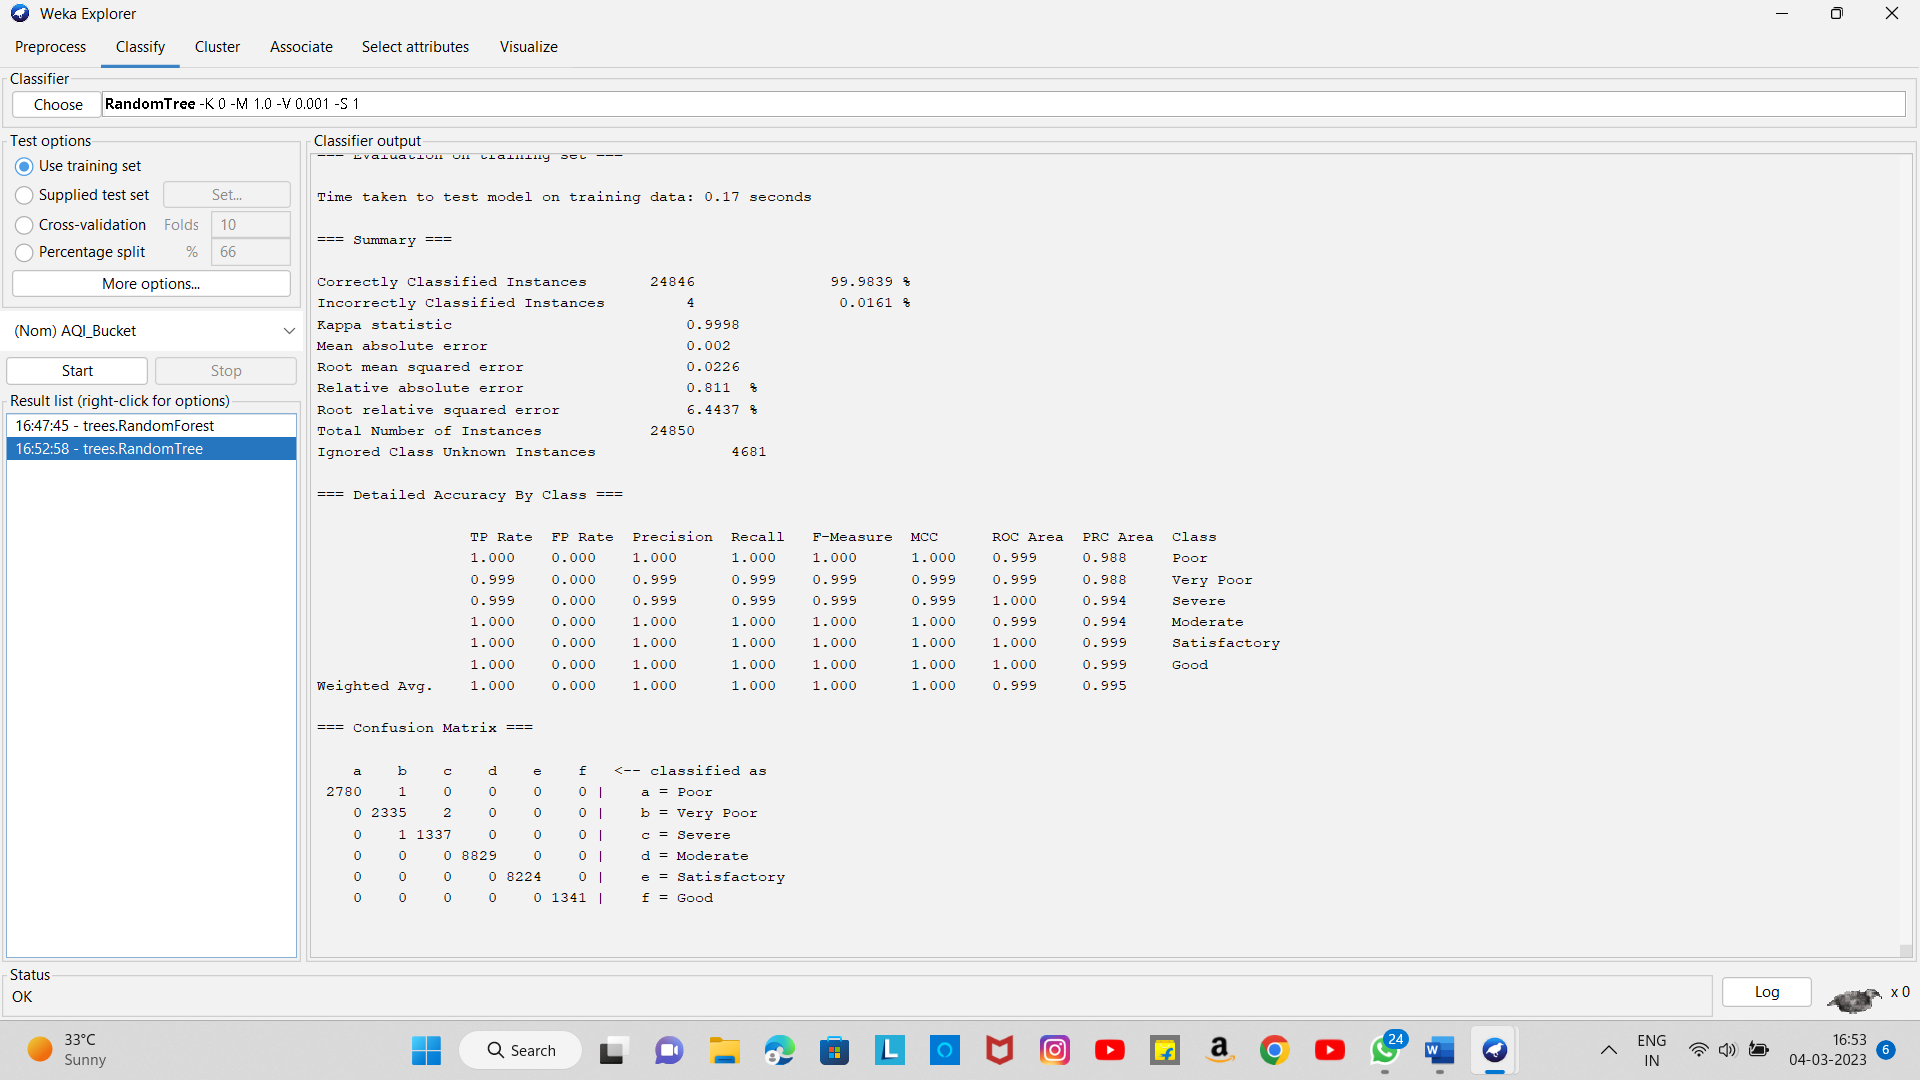 Weka Explorer
Preprocess Classify Cluster Associate Select attributes Visualize
Classifier
Choose RandomTree -K 0 -M 1.0 -V 0.001 -S 1
Test options
Use training set
Supplied test set Set...
Cross-validation Folds 10
Percentage split % 66
More options...
(Nom) AQI_Bucket
Start Stop
Result list (right-click for options)
16:47:45 - trees.RandomForest
16:52:58 - trees.RandomTree
Classifier output
=== Evaluation on training set ===
Time taken to test model on training data: 0.17 seconds
=== Summary ===
Correctly Classified Instances 24846 99.9839 %
Incorrectly Classified Instances 4 0.0161 %
Kappa statistic 0.9998
Mean absolute error 0.002
Root mean squared error 0.0226
Relative absolute error 0.811 %
Root relative squared error 6.4437 %
Total Number of Instances 24850
Ignored Class Unknown Instances 4681
=== Detailed Accuracy By Class ===
TP Rate FP Rate Precision Recall F-Measure MCC ROC Area PRC Area Class
1.000 0.000 1.000 1.000 1.000 1.000 0.999 0.988 Poor
0.999 0.000 0.999 0.999 0.999 0.999 0.999 0.988 Very Poor
0.999 0.000 0.999 0.999 0.999 0.999 1.000 0.994 Severe
1.000 0.000 1.000 1.000 1.000 1.000 0.999 0.994 Moderate
1.000 0.000 1.000 1.000 1.000 1.000 1.000 0.999 Satisfactory
1.000 0.000 1.000 1.000 1.000 1.000 1.000 0.999 Good
Weighted Avg. 1.000 0.000 1.000 1.000 1.000 1.000 0.999 0.995
=== Confusion Matrix ===
a b c d e f <-- classified as
2780 1 0 0 0 0 | a = Poor
0 2335 2 0 0 0 | b = Very Poor
0 1 1337 0 0 0 | c = Severe
0 0 0 8829 0 0 | d = Moderate
0 0 0 0 8224 0 | e = Satisfactory
0 0 0 0 0 1341 | f = Good
Status
OK
Log x 0
33°C
Sunny
Search
24
ENG
IN
16:53
04-03-2023
6